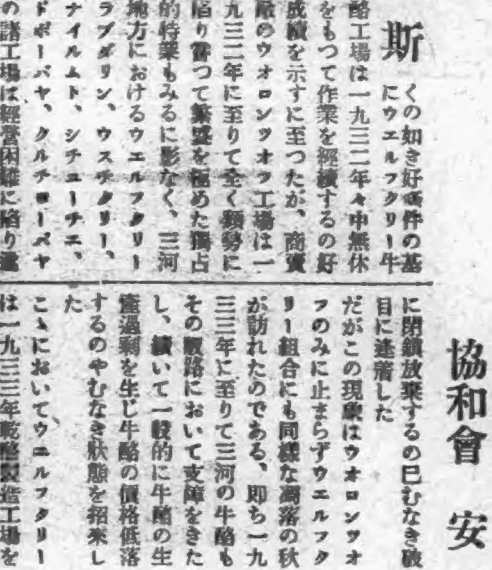 協和會 安
斯くの如き好條件の基
にウエルフクリー牛
酪工場は一九三二年々中無休
をもつて作業を經續するの好
成績を示すに至つたが、商賣
敵のウオロンツオフ工場は一
九三二年に至りて全く頽勢に
陷り嘗つて繁盛を極めた獨占
的特業もみるに影なく、三河
地方におけるウエルフクリー
ラブダリン、ウスチクリー、
ナイルムト、シチユーチエ、
ドボーバヤ、クルチローバヤ
の諸工場は經營困難に陷り遂
に閉鎖放棄するの巳むなき破
目に逢着した
だがこの現象はウオロンツオ
フのみに止まらずウエルフク
リー組合にも同樣な凋落の秋
が訪れたのである、即ち一九
三三年に至りて三河の牛酪も
その販路において支障をきた
し、續いて一般的に牛酪の生
產過剩を生じ牛酪の價格低落
するのやむなき狀態を招來し
た
こゝにおいてウエルフクリー
は一九三三年乾酪製造工場を